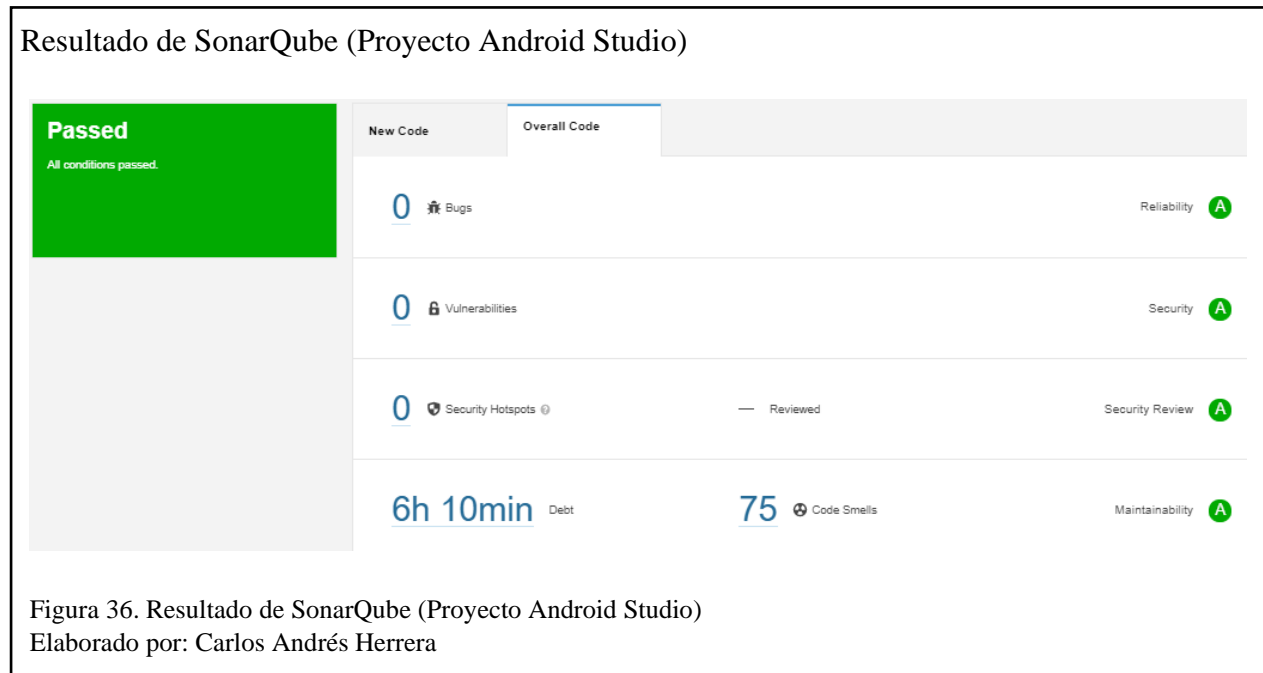 Resultado de SonarQube (Proyecto Android Studio)
Passed
All conditions passed.
New Code
Overall Code
0 Bugs
Reliability A
0 Vulnerabilities
Security A
0 Security Hotspots ?
— Reviewed
Security Review A
6h 10min Debt
75 Code Smells
Maintainability A
Figura 36. Resultado de SonarQube (Proyecto Android Studio)
Elaborado por: Carlos Andrés Herrera